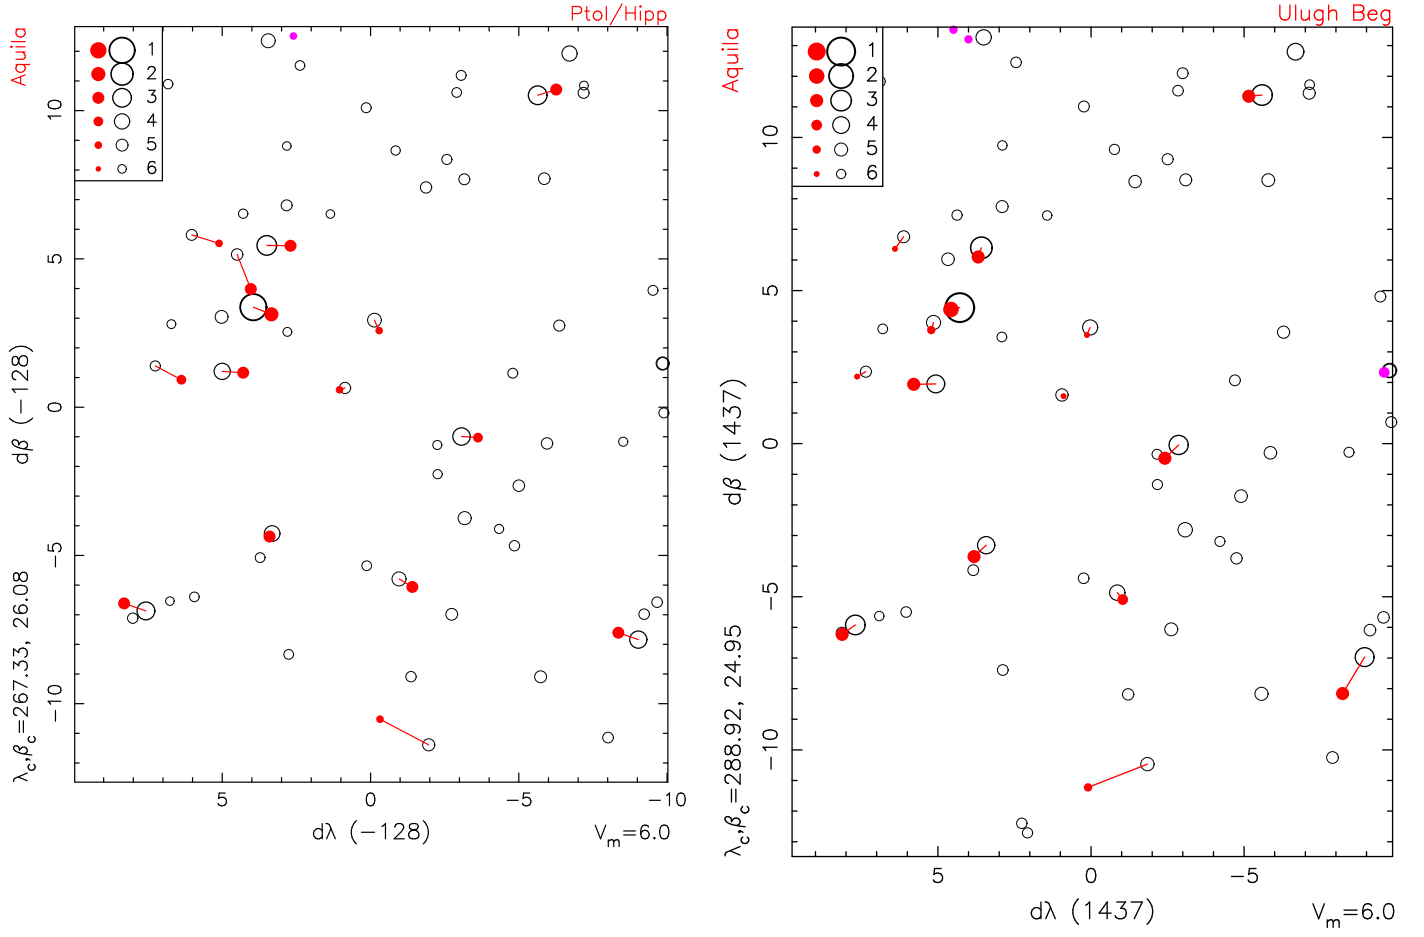 Ptol/Hipp
Aquila
1
2
3
4
5
6
10
5
0
−5
−10
dβ (−128)
λc,βc=267.33, 26.08
5
0
−5
−10
dλ (−128)
Vm=6.0
Ulugh Beg
Aquila
1
2
3
4
5
6
10
5
0
−5
−10
dβ (1437)
λc,βc=288.92, 24.95
5
0
−5
dλ (1437)
Vm=6.0